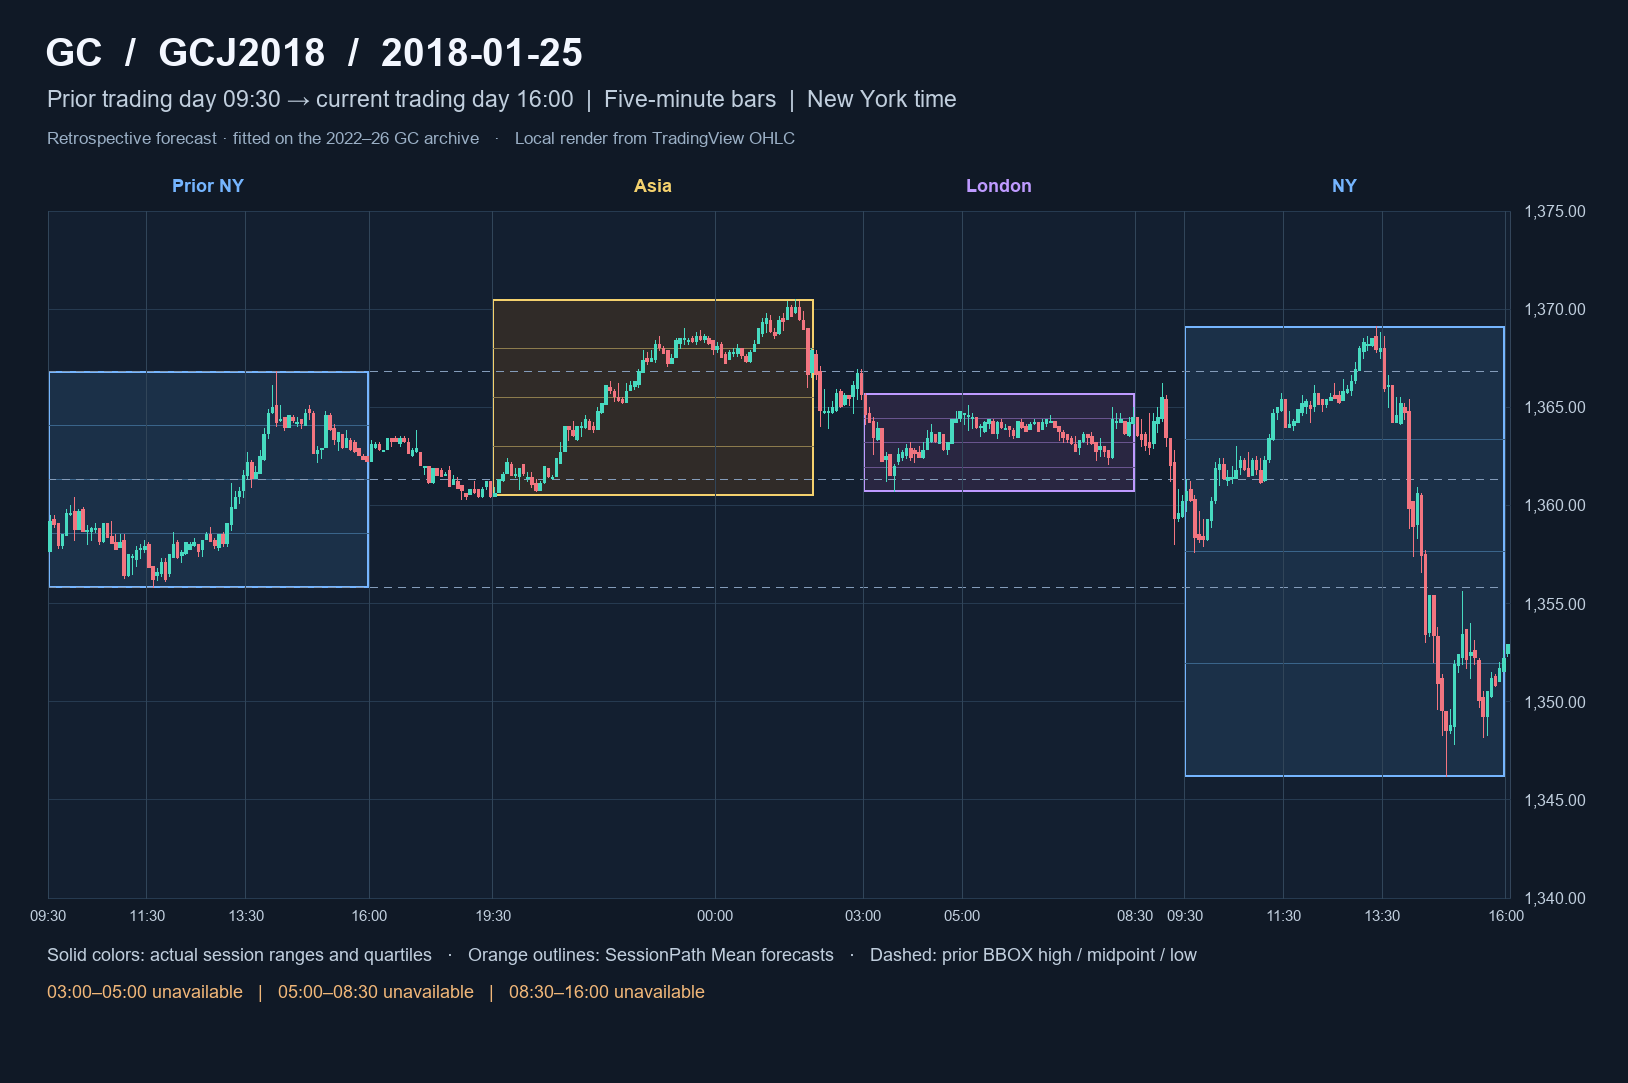 GC / GCJ2018 / 2018-01-25
Prior trading day 09:30 → current trading day 16:00 | Five-minute bars | New York time
Retrospective forecast · fitted on the 2022–26 GC archive · Local render from TradingView OHLC
Prior NY Asia London NY
1,375.00
1,370.00
1,365.00
1,360.00
1,355.00
1,350.00
1,345.00
1,340.00
09:30 11:30 13:30 16:00 19:30 00:00 03:00 05:00 08:30 09:30 11:30 13:30 16:00
Solid colors: actual session ranges and quartiles · Orange outlines: SessionPath Mean forecasts · Dashed: prior BBOX high / midpoint / low
03:00–05:00 unavailable | 05:00–08:30 unavailable | 08:30–16:00 unavailable